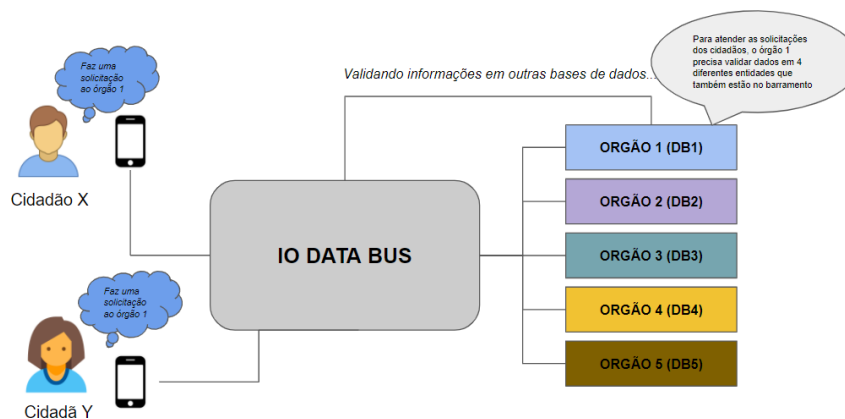 Faz uma
solicitação
ao órgão 1
Cidadão X
Validando informações em outras bases de dados...
Para atender as solicitações
dos cidadãos, o órgão 1
precisa validar dados em 4
diferentes entidades que
também estão no barramento
IO DATA BUS
ORGÃO 1 (DB1)
ORGÃO 2 (DB2)
ORGÃO 3 (DB3)
ORGÃO 4 (DB4)
ORGÃO 5 (DB5)
Faz uma
solicitação
ao órgão 1
Cidadã Y